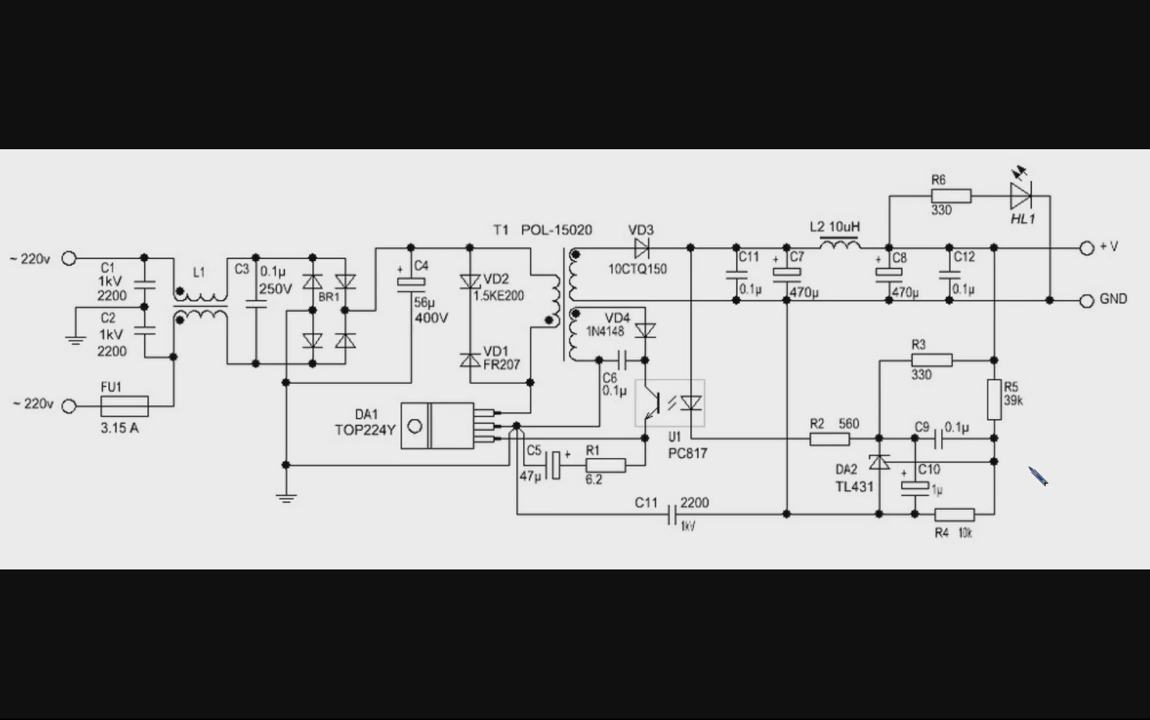 T1 POL-15020
~ 220v
C1
1kV
2200
C2
1kV
2200
~ 220v
FU1
3.15 A
L1
C3
0.1µ
250V
BR1
C4
+
56µ
400V
VD2
1.5KE200
VD1
FR207
DA1
TOP224Y
VD3
10CTQ150
VD4
1N4148
C6
0.1µ
U1
PC817
C5
+
47µ
R1
6.2
C11
2200
1kV
C11
0.1µ
+
C7
470µ
L2 10uH
+
C8
470µ
C12
0.1µ
R6
330
HL1
+ V
GND
R3
330
R5
39k
R2 560
C9 0.1µ
DA2
TL431
+
C10
1µ
R4 10k